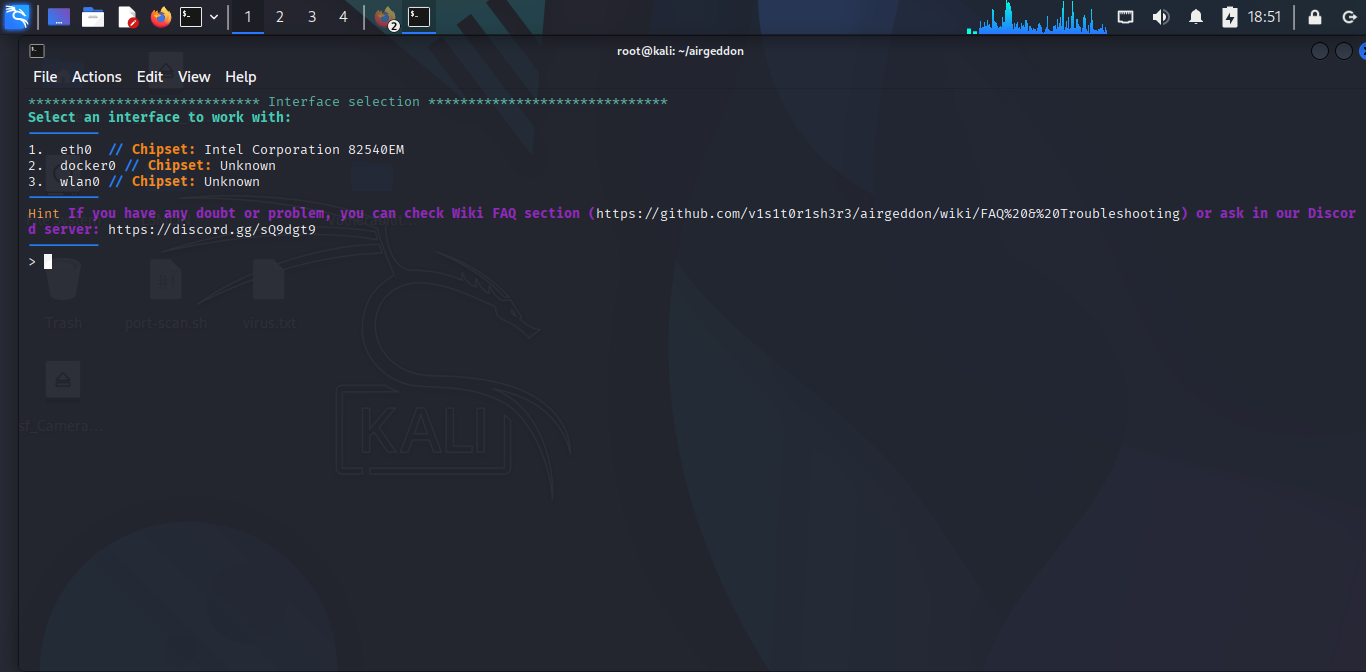 1 2 3 4 2 18:51
root@kali: ~/airgeddon
File Actions Edit View Help
***************************** Interface selection ******************************
Select an interface to work with:
1. eth0 // Chipset: Intel Corporation 82540EM
2. docker0 // Chipset: Unknown
3. wlan0 // Chipset: Unknown
Hint If you have any doubt or problem, you can check Wiki FAQ section (https://github.com/v1s1t0r1sh3r3/airgeddon/wiki/FAQ%20&%20Troubleshooting) or ask in our Discor
d server: https://discord.gg/sQ9dgt9
>
Trash port-scan.sh virus.txt
sf_Camera...
KALI